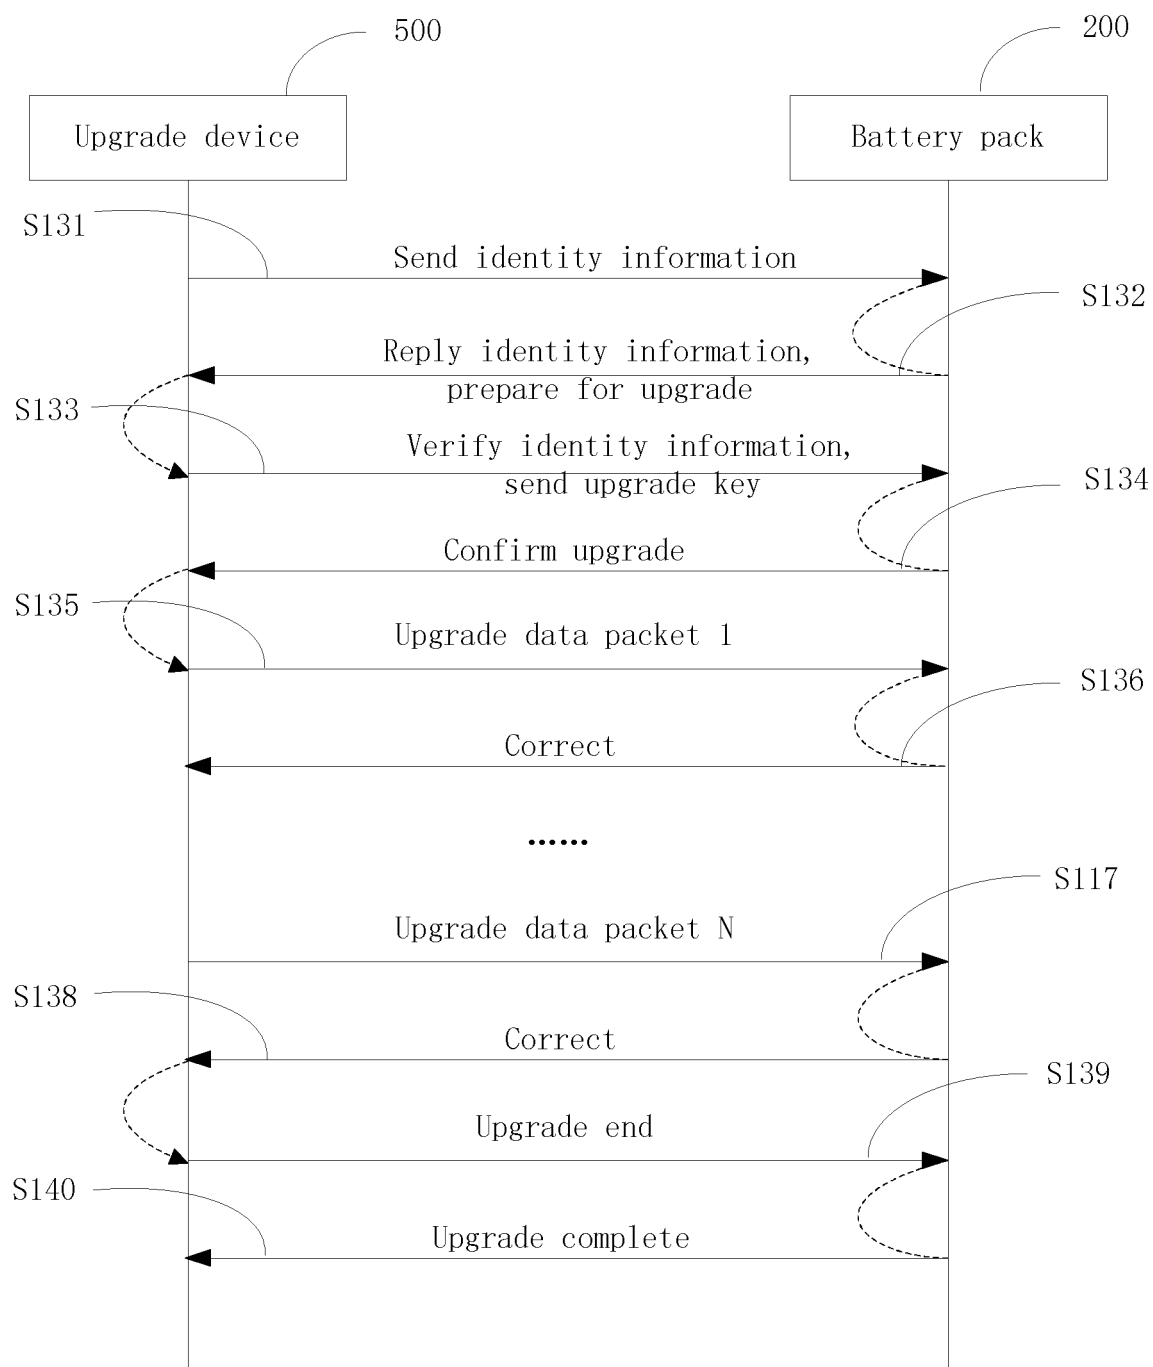 500
200
Upgrade device
Battery pack
S131
Send identity information
S132
Reply identity information,
prepare for upgrade
S133
Verify identity information,
send upgrade key
S134
Confirm upgrade
S135
Upgrade data packet 1
S136
Correct
......
S117
Upgrade data packet N
S138
Correct
S139
Upgrade end
S140
Upgrade complete